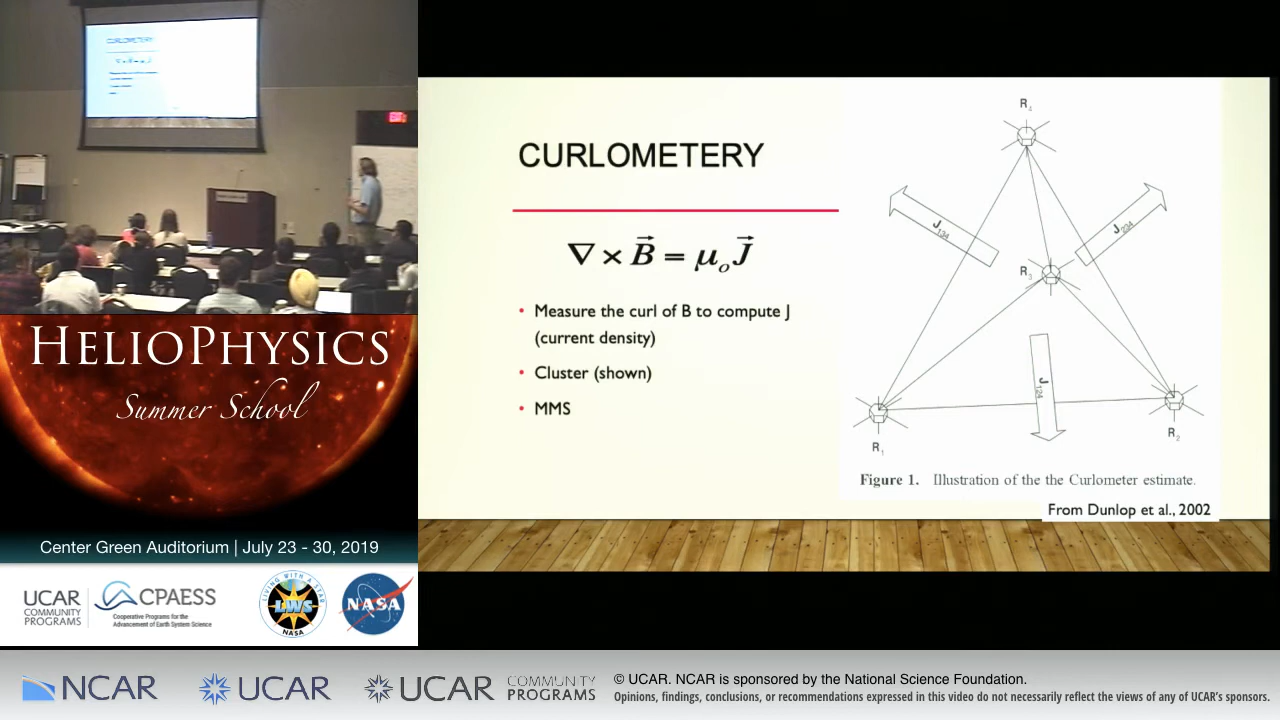 CURLOMETERY
EXIT
HELIOPHYSICS
Summer School
Center Green Auditorium | July 23 - 30, 2019
UCAR
COMMUNITY
PROGRAMS
CPAESS
Cooperative Programs for the
Advancement of Earth System Science
LIVING WITH A STAR
LWS
NASA
NASA
CURLOMETERY
∇ × B⃗ = μₒJ⃗
• Measure the curl of B to compute J
(current density)
• Cluster (shown)
• MMS
R₄
J₁₃₄
J₂₃₄
R₃
J₁₂₄
R₁
R₂
Figure 1. Illustration of the the Curlometer estimate.
From Dunlop et al., 2002
NCAR
UCAR
UCAR
COMMUNITY
PROGRAMS
© UCAR. NCAR is sponsored by the National Science Foundation.
Opinions, findings, conclusions, or recommendations expressed in this video do not necessarily reflect the views of any of UCAR's sponsors.